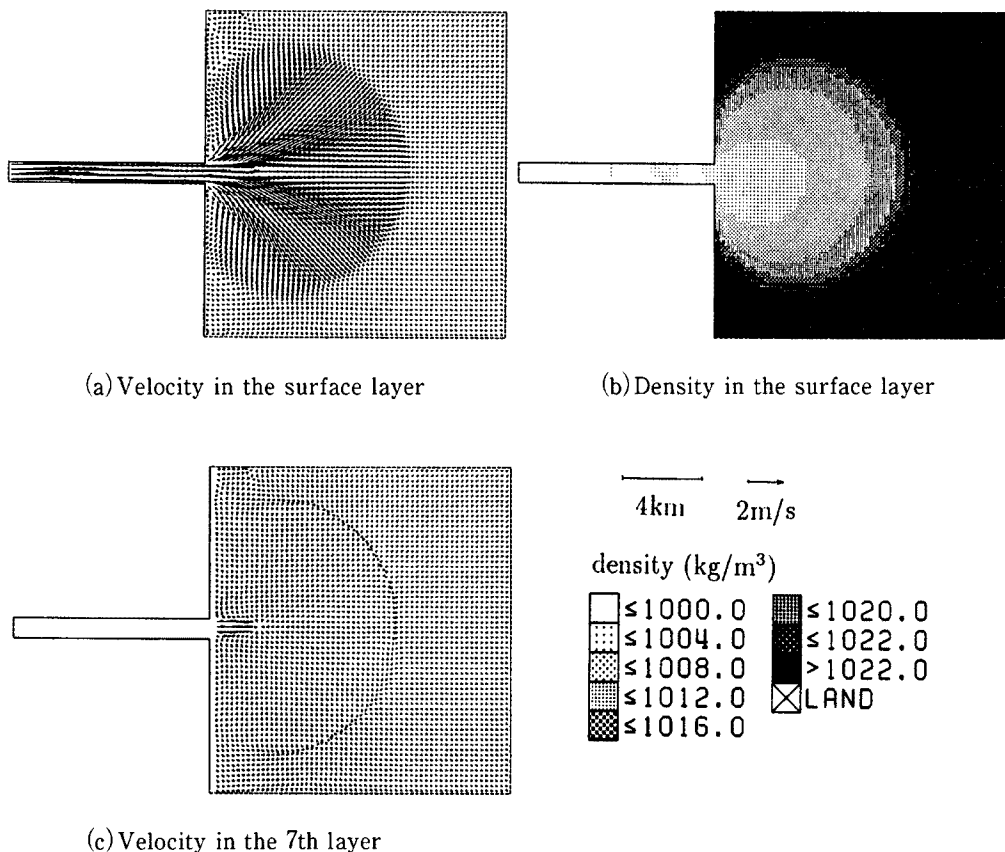 (a) Velocity in the surface layer
(b) Density in the surface layer
4km
2m/s
density (kg/m³)
≤1000.0
≤1004.0
≤1008.0
≤1012.0
≤1016.0
≤1020.0
≤1022.0
>1022.0
LAND
(c) Velocity in the 7th layer